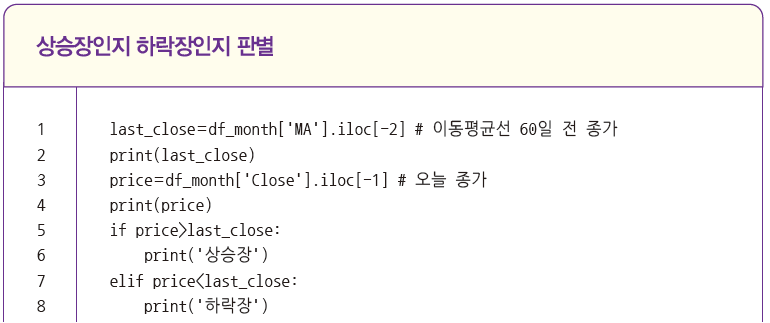 상승장인지 하락장인지 판별
1 last_close=df_month['MA'].iloc[-2] # 이동평균선 60일 전 종가
2 print(last_close)
3 price=df_month['Close'].iloc[-1] # 오늘 종가
4 print(price)
5 if price>last_close:
6     print('상승장')
7 elif price<last_close:
8     print('하락장')